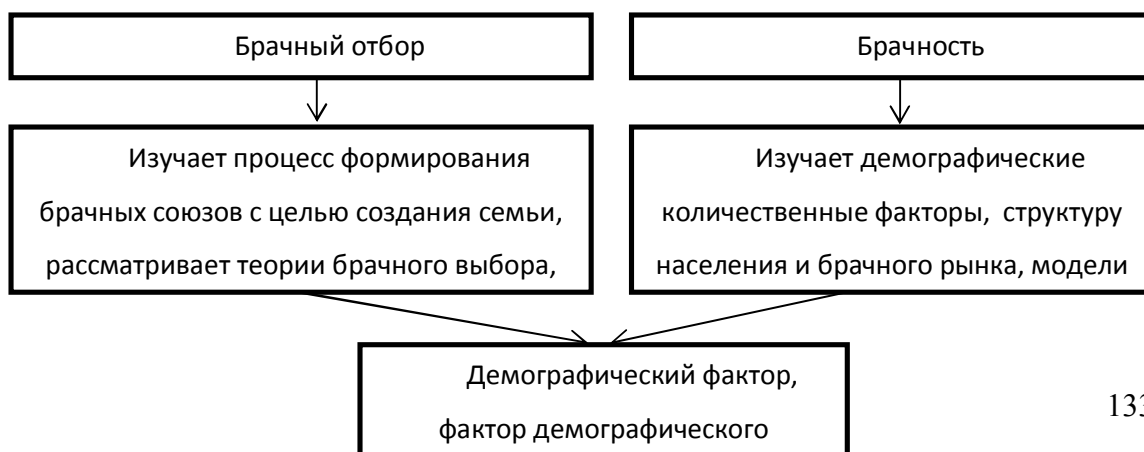 Брачный отбор
Брачность
Изучает процесс формирования
брачных союзов с целью создания семьи,
рассматривает теории брачного выбора,
Изучает демографические
количественные факторы, структуру
населения и брачного рынка, модели
Демографический фактор,
фактор демографического
133